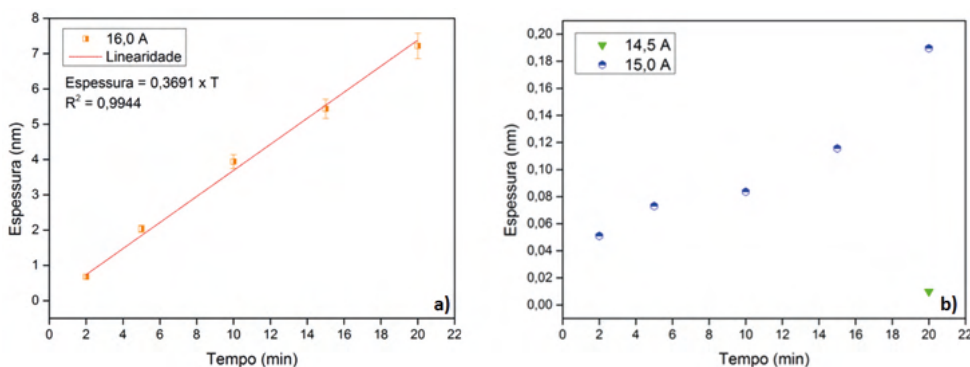 8
7
6
5
4
3
2
1
0
Espessura (nm)
16,0 A
Linearidade
Espessura = 0,3691 x T
R² = 0,9944
a)
0 2 4 6 8 10 12 14 16 18 20 22
Tempo (min)
0,20
0,18
0,16
0,14
0,12
0,10
0,08
0,06
0,04
0,02
0,00
Espessura (nm)
14,5 A
15,0 A
b)
0 2 4 6 8 10 12 14 16 18 20 22
Tempo (min)